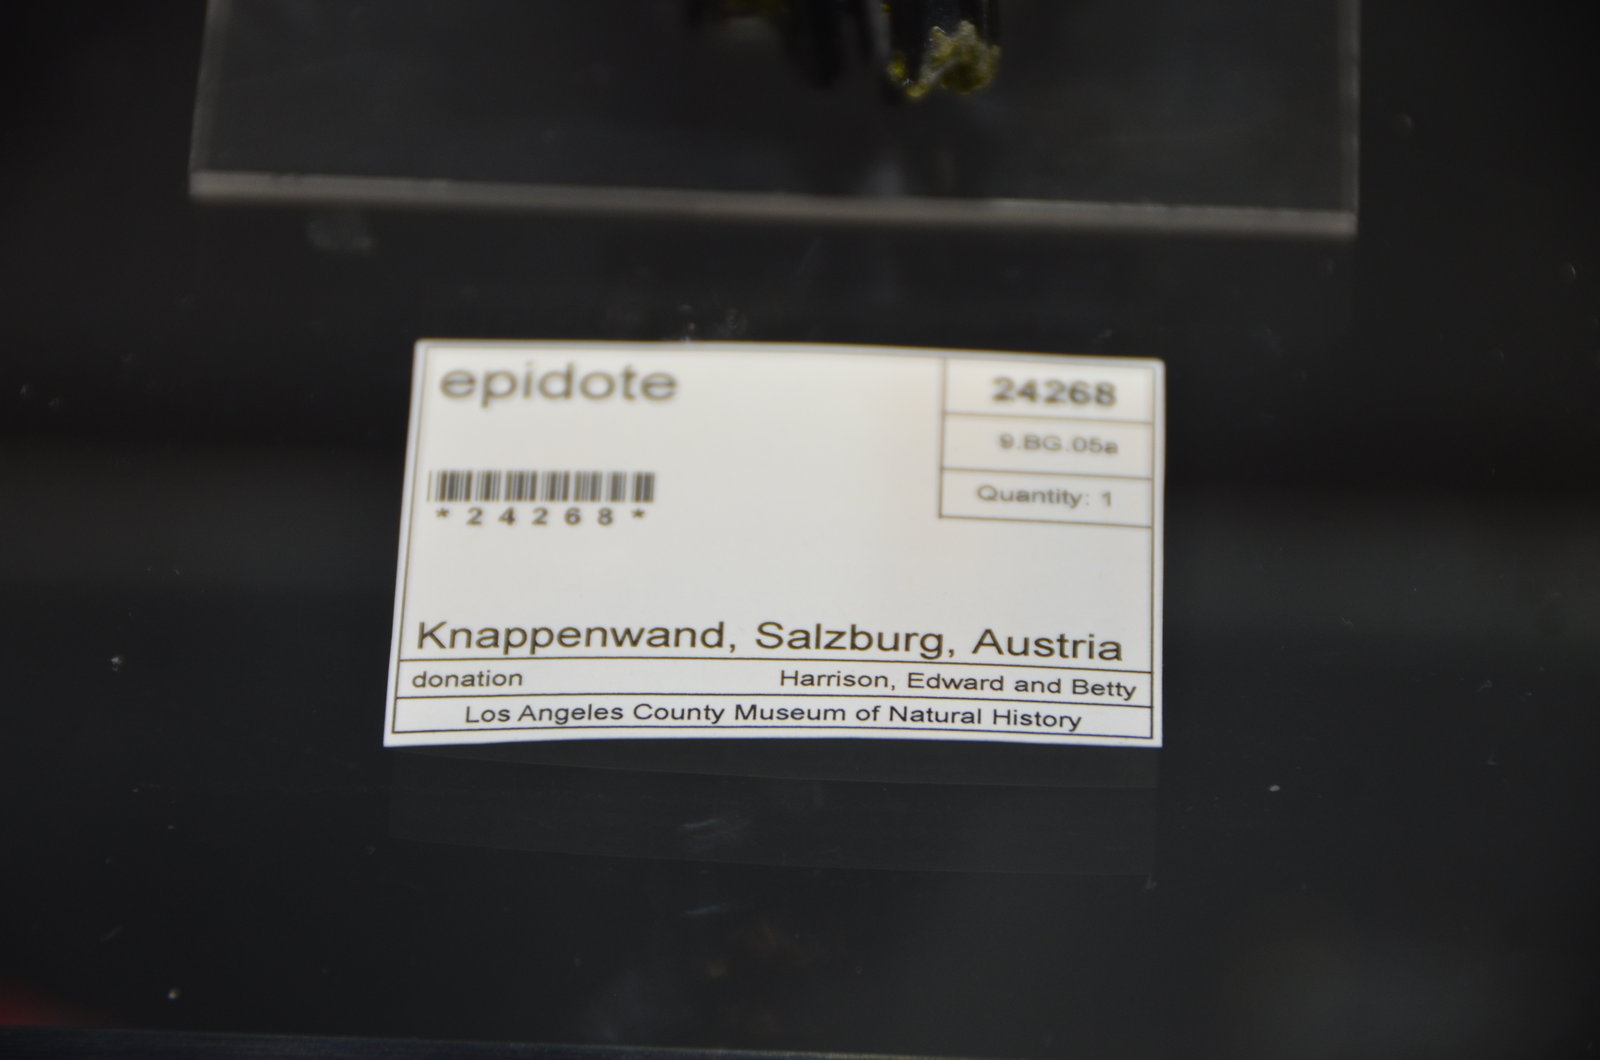 epidote
24268
9.BG.05a
Quantity: 1
*24268*
Knappenwand, Salzburg, Austria
donation Harrison, Edward and Betty
Los Angeles County Museum of Natural History